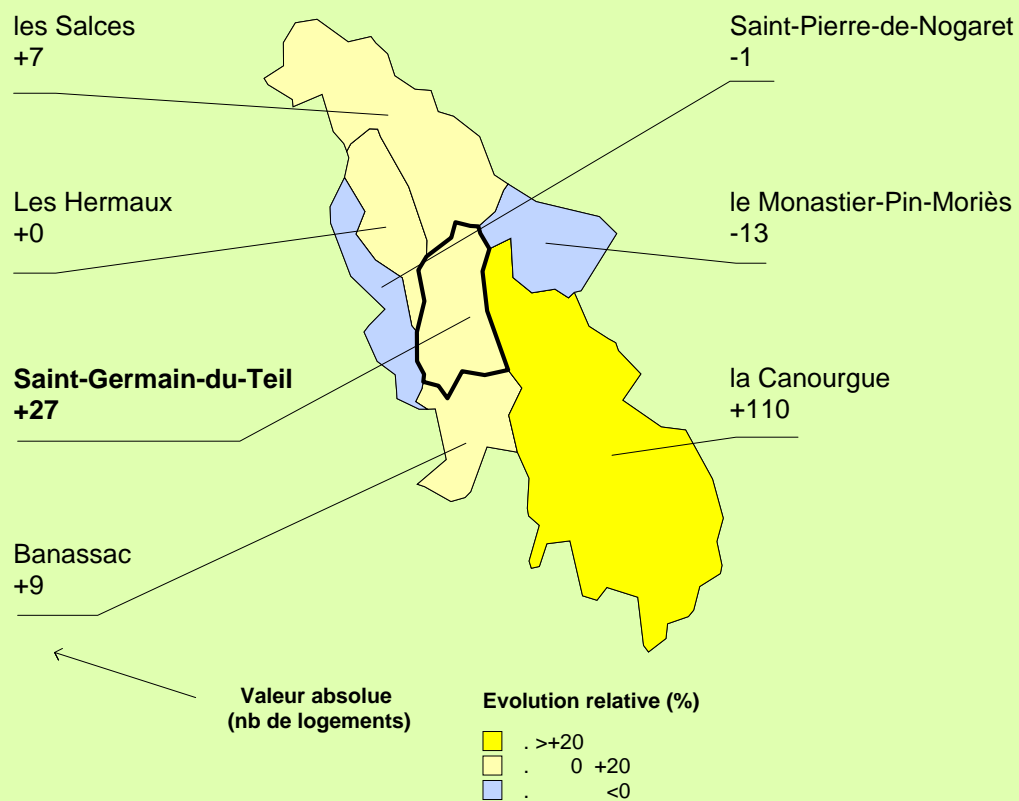 les Salces
+7
Saint-Pierre-de-Nogaret
-1
Les Hermaux
+0
le Monastier-Pin-Moriès
-13
Saint-Germain-du-Teil
+27
la Canourgue
+110
Banassac
+9
Valeur absolue
(nb de logements)
Evolution relative (%)
. >+20
. 0 +20
. <0